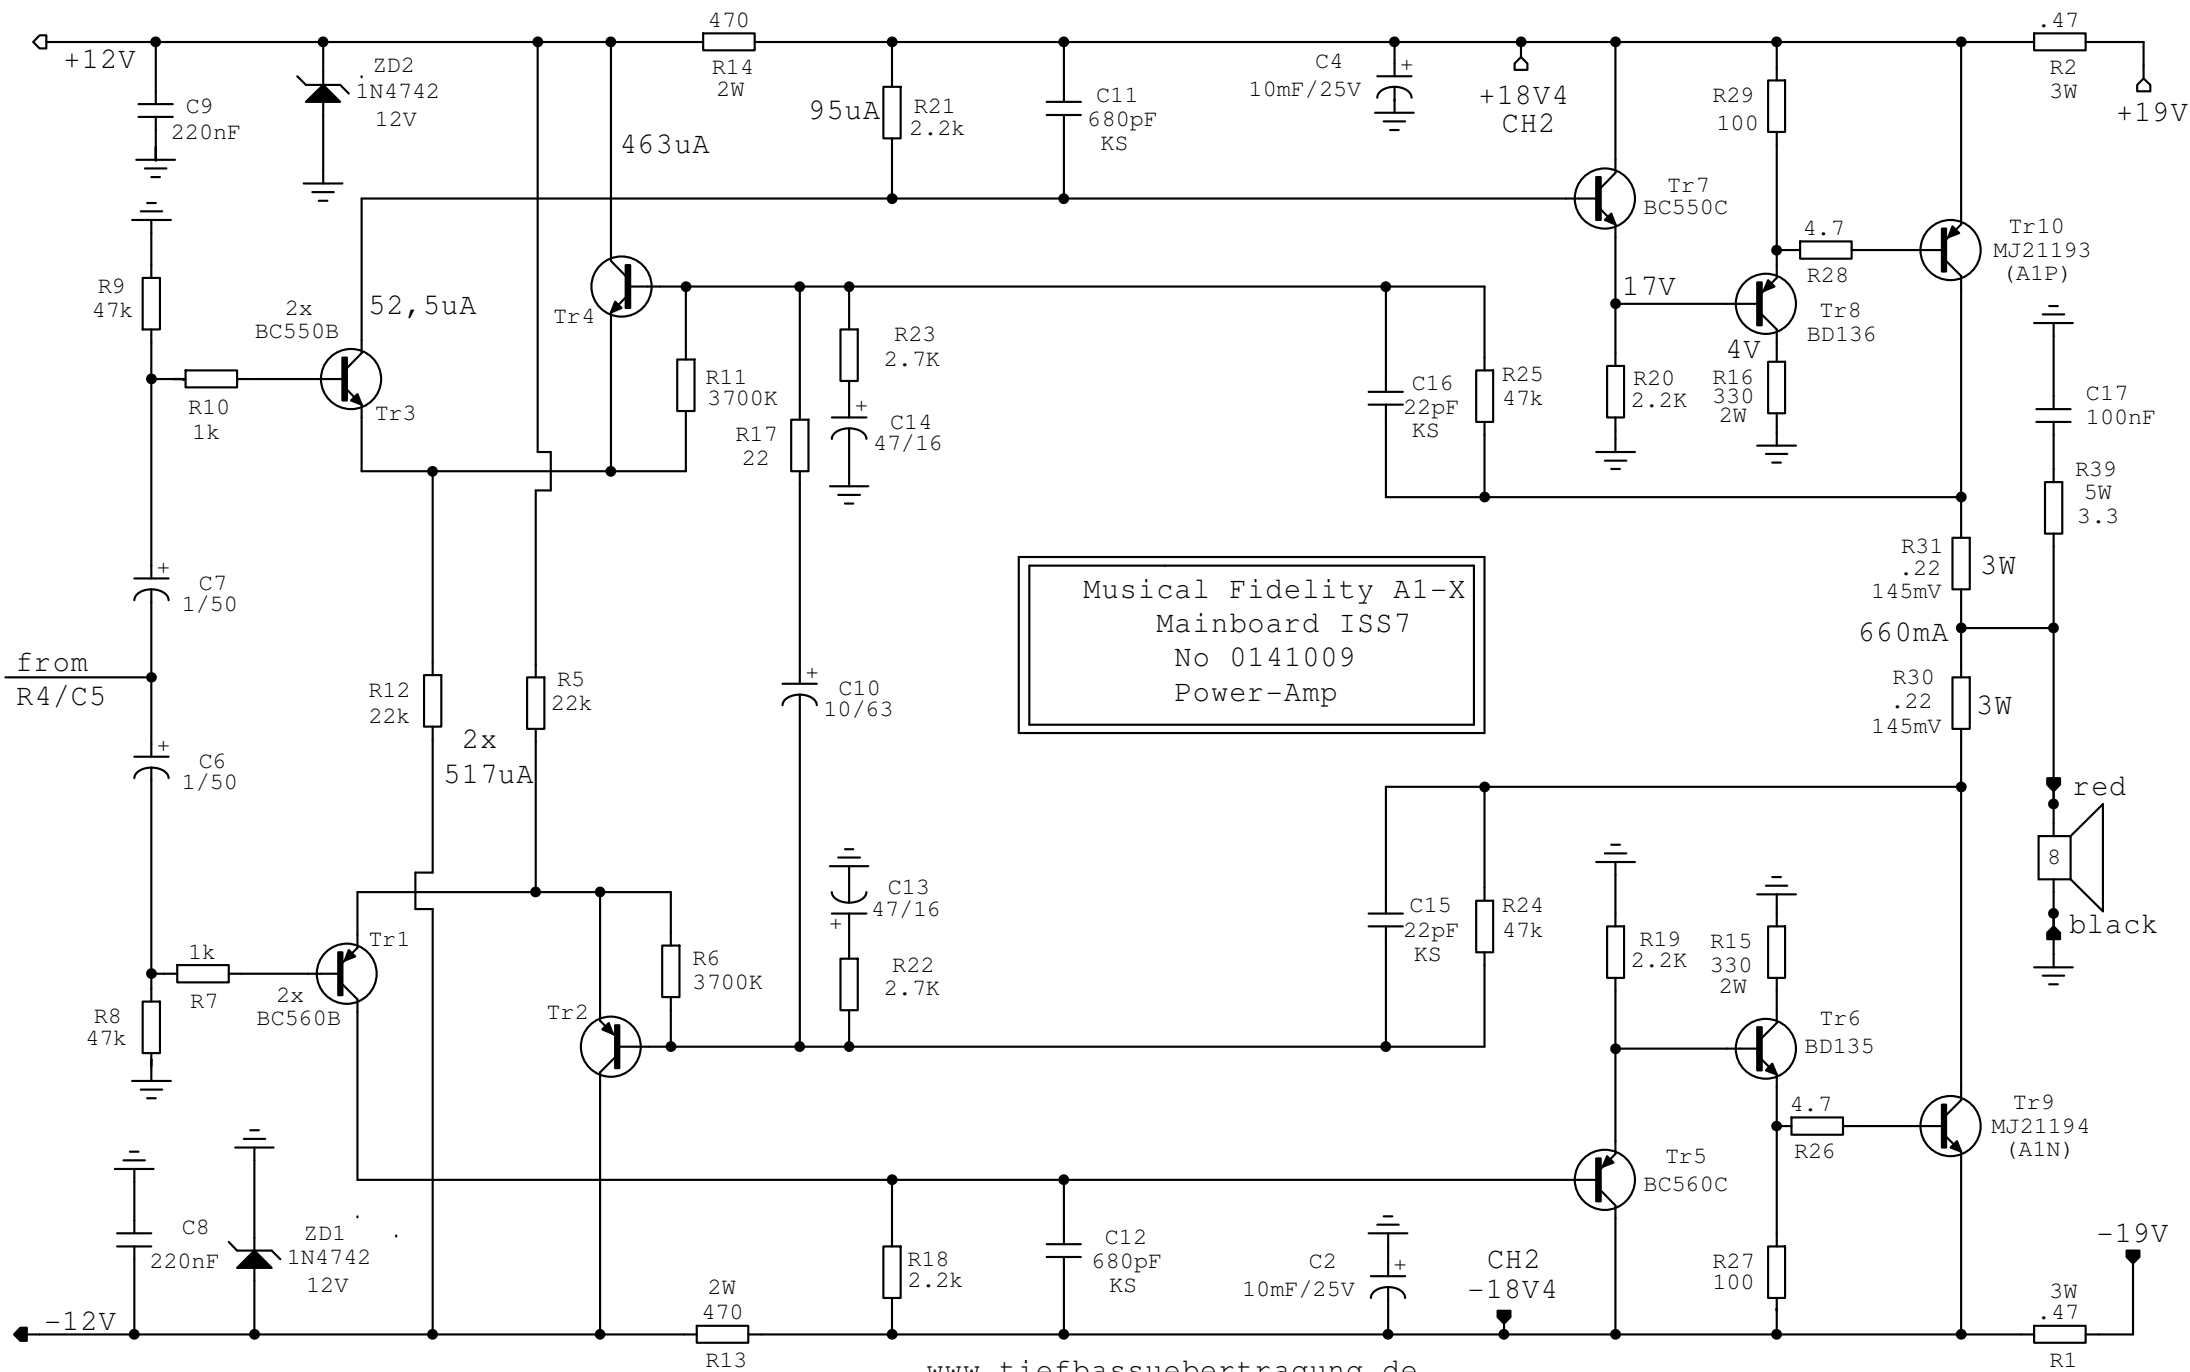 470
.47
+12V
R14
2W
R2
3W
+19V
ZD2
1N4742
12V
C9
220nF
463uA
95uA
R21
2.2k
C11
680pF
KS
C4
+
10mF/25V
+18V4
CH2
R29
100
Tr7
BC550C
Tr10
MJ21193
(A1P)
4.7
R28
17V
Tr8
BD136
4V
R16
330
2W
R20
2.2K
R9
47k
2x
BC550B
52,5uA
Tr4
R23
2.7K
R11
3700K
R10
1k
Tr3
+
C14
47/16
R17
22
C16
22pF
KS
R25
47k
C17
100nF
R39
5W
3.3
R31
.22
145mV
3W
660mA
R30
.22
145mV
3W
Musical Fidelity A1-X
Mainboard ISS7
No 0141009
Power-Amp
+
C7
1/50
from
R4/C5
+
C6
1/50
R12
22k
R5
22k
2x
517uA
+
C10
10/63
red
8
black
C13
47/16
+
R22
2.7K
C15
22pF
KS
R24
47k
R19
2.2K
R15
330
2W
Tr1
1k
R7
2x
BC560B
R8
47k
R6
3700K
Tr2
Tr6
BD135
4.7
R26
Tr9
MJ21194
(A1N)
Tr5
BC560C
C8
220nF
ZD1
1N4742
12V
R18
2.2k
C12
680pF
KS
C2
+
10mF/25V
CH2
-18V4
R27
100
-19V
-12V
2W
470
R13
3W
.47
R1
www.tiefbassuebertragung.de